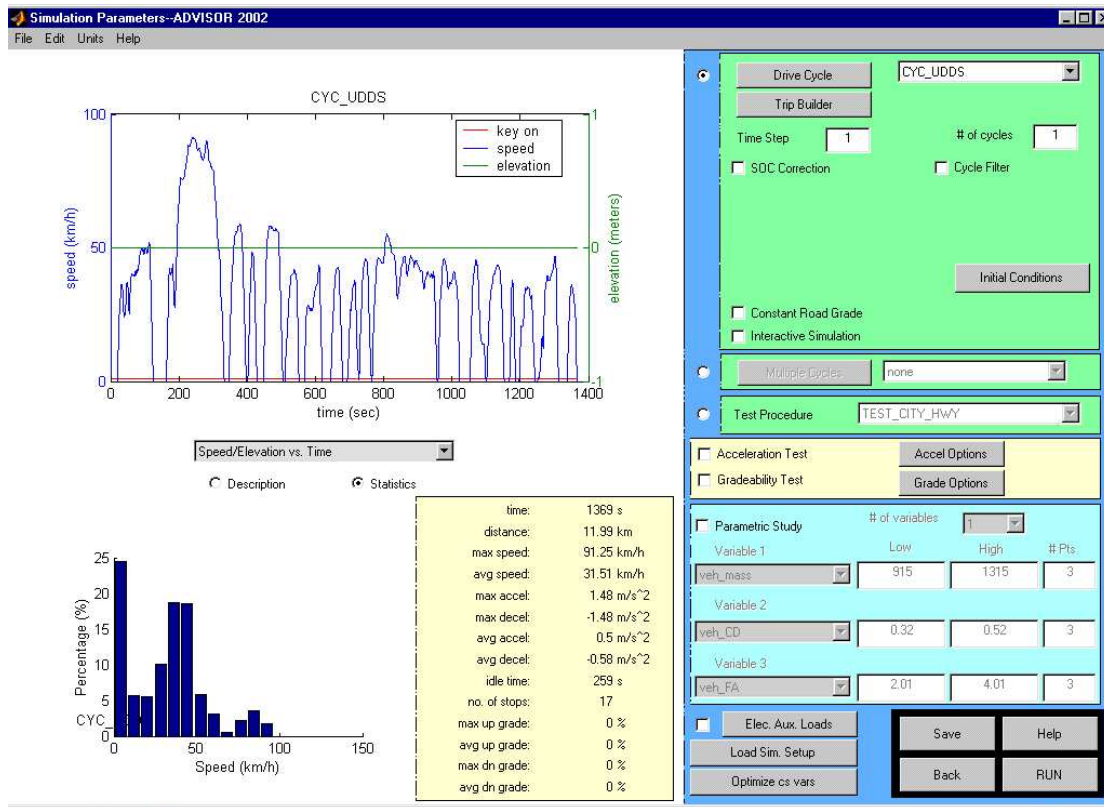 Simulation Parameters--ADVISOR 2002
File Edit Units Help
CYC_UDDS
100
50
0
speed (km/h)
key on
speed
elevation
1
0
-1
elevation (meters)
0 200 400 600 800 1000 1200 1400
time (sec)
Speed/Elevation vs. Time
Description Statistics
25
20
15
10
5
0
Percentage (%)
CYC_
0 50 100 150
Speed (km/h)
time: 1369 s
distance: 11.99 km
max speed: 91.25 km/h
avg speed: 31.51 km/h
max accel: 1.48 m/s^2
max decel: -1.48 m/s^2
avg accel: 0.5 m/s^2
avg decel: -0.58 m/s^2
idle time: 259 s
no. of stops: 17
max up grade: 0 %
avg up grade: 0 %
max dn grade: 0 %
avg dn grade: 0 %
Drive Cycle CYC_UDDS
Trip Builder
Time Step 1 # of cycles 1
SOC Correction Cycle Filter
Initial Conditions
Constant Road Grade
Interactive Simulation
Multiple Cycles none
Test Procedure TEST_CITY_HWY
Acceleration Test Accel Options
Gradeability Test Grade Options
Parametric Study # of variables 1
Variable 1 Low High # Pts
veh_mass 915 1315 3
Variable 2
veh_CD 0.32 0.52 3
Variable 3
veh_FA 2.01 4.01 3
Elec. Aux. Loads
Load Sim. Setup
Optimize cs vars
Save Help
Back RUN